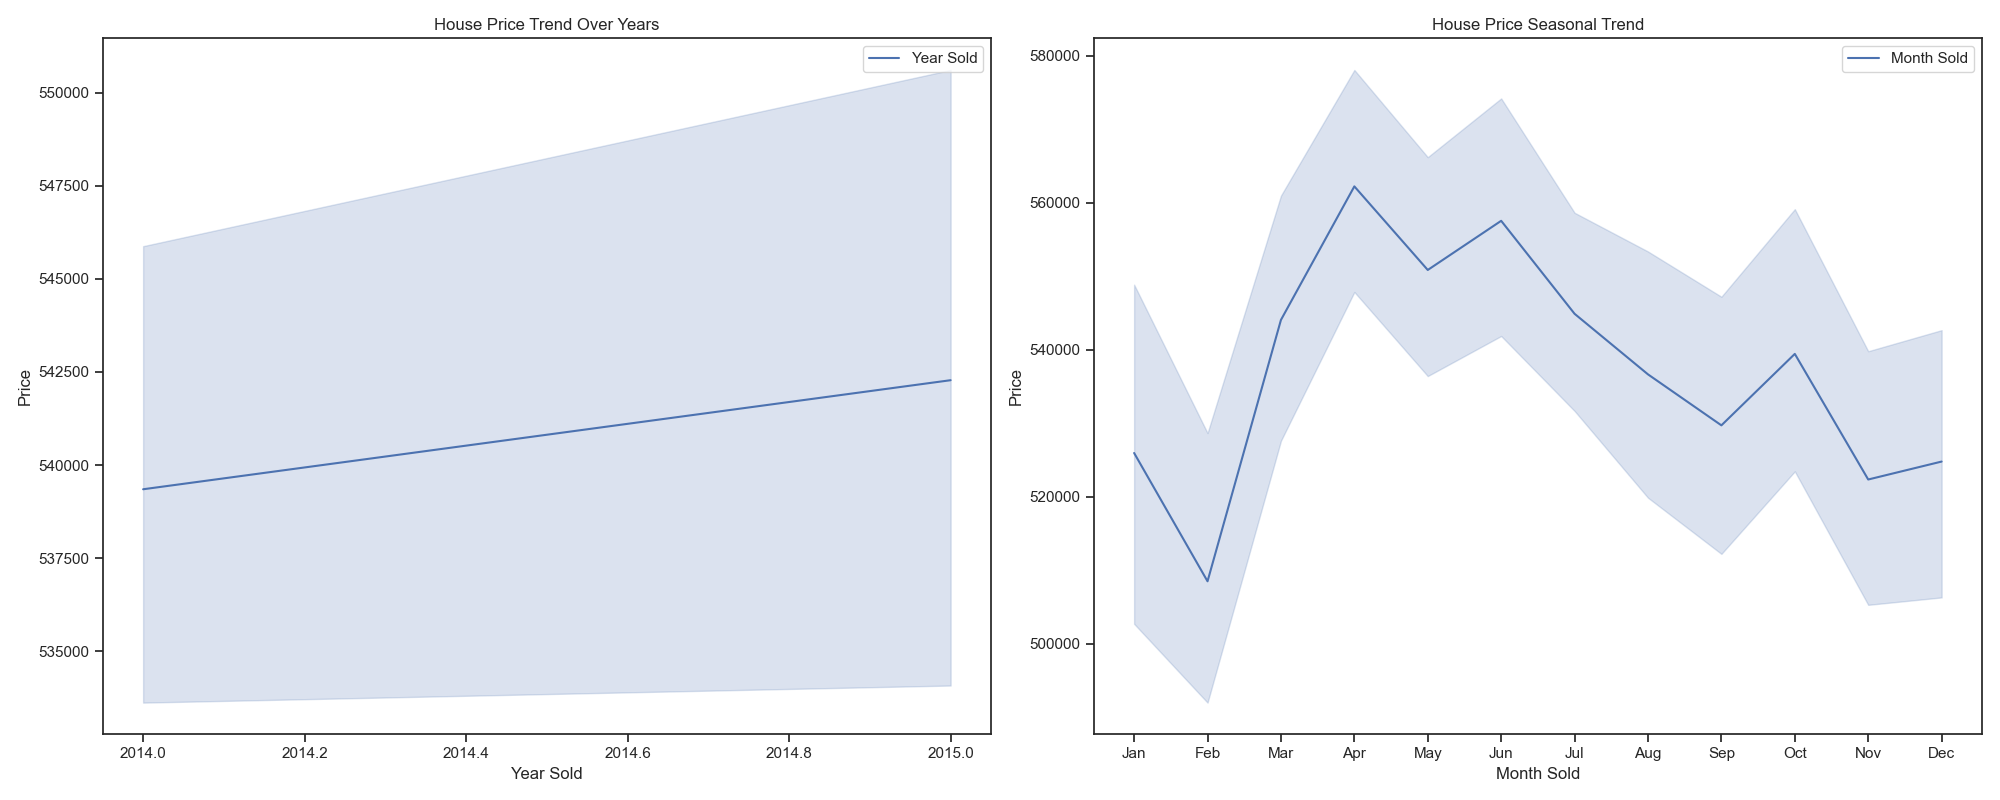 House Price Trend Over Years
Year Sold
550000
547500
545000
542500
540000
537500
535000
Price
2014.0 2014.2 2014.4 2014.6 2014.8 2015.0
Year Sold
House Price Seasonal Trend
Month Sold
580000
560000
540000
520000
500000
Price
Jan Feb Mar Apr May Jun Jul Aug Sep Oct Nov Dec
Month Sold